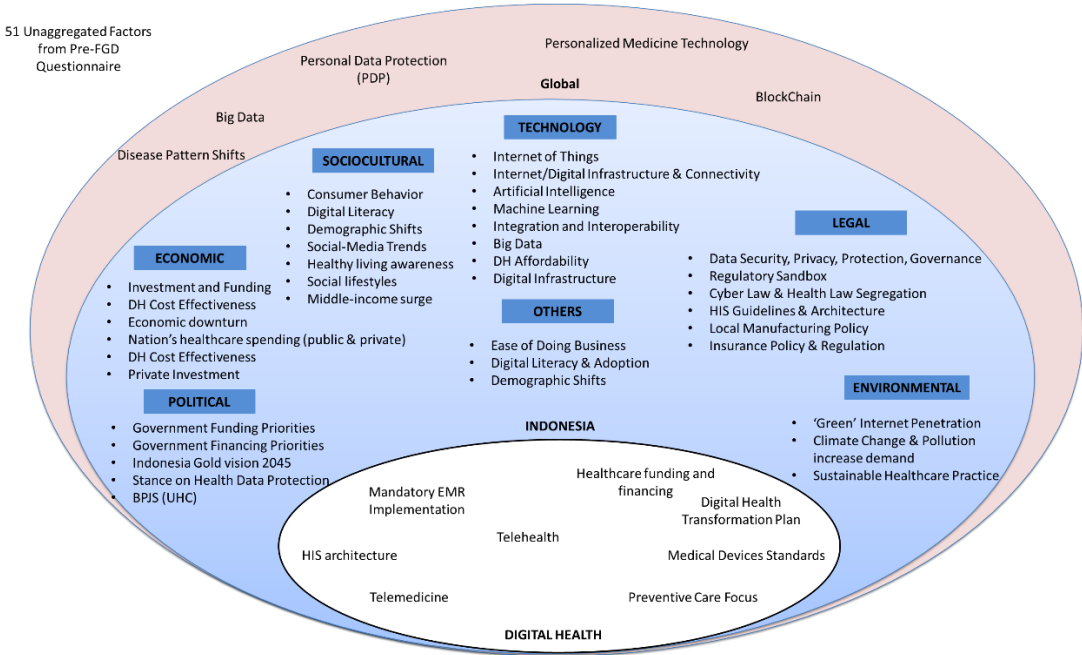 51 Unaggregated Factors
from Pre-FGD
Questionnaire
Personalized Medicine Technology
Personal Data Protection
(PDP)
Global
BlockChain
Big Data
Disease Pattern Shifts
TECHNOLOGY
• Internet of Things
• Internet/Digital Infrastructure & Connectivity
• Artificial Intelligence
• Machine Learning
• Integration and Interoperability
• Big Data
• DH Affordability
• Digital Infrastructure
SOCIOCULTURAL
• Consumer Behavior
• Digital Literacy
• Demographic Shifts
• Social-Media Trends
• Healthy living awareness
• Social lifestyles
• Middle-income surge
LEGAL
• Data Security, Privacy, Protection, Governance
• Regulatory Sandbox
• Cyber Law & Health Law Segregation
• HIS Guidelines & Architecture
• Local Manufacturing Policy
• Insurance Policy & Regulation
ECONOMIC
• Investment and Funding
• DH Cost Effectiveness
• Economic downturn
• Nation's healthcare spending (public & private)
• DH Cost Effectiveness
• Private Investment
OTHERS
• Ease of Doing Business
• Digital Literacy & Adoption
• Demographic Shifts
POLITICAL
• Government Funding Priorities
• Government Financing Priorities
• Indonesia Gold vision 2045
• Stance on Health Data Protection
• BPJS (UHC)
ENVIRONMENTAL
• ‘Green’ Internet Penetration
• Climate Change & Pollution
increase demand
• Sustainable Healthcare Practice
INDONESIA
Healthcare funding and
financing
Mandatory EMR
Implementation
Digital Health
Transformation Plan
Telehealth
HIS architecture
Medical Devices Standards
Telemedicine
Preventive Care Focus
DIGITAL HEALTH